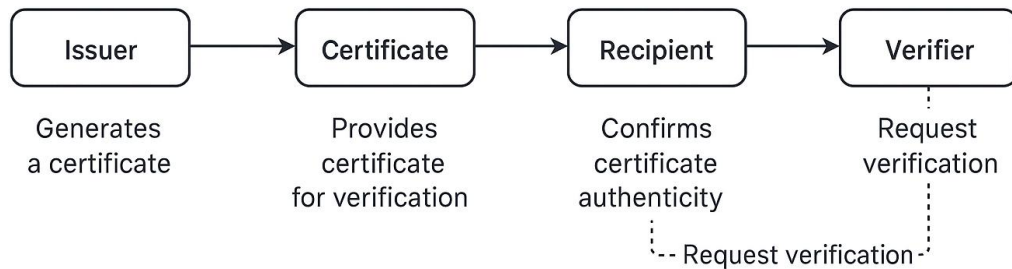 Issuer
Certificate
Recipient
Verifier
Generates
a certificate
Provides
certificate
for verification
Confirms
certificate
authenticity
Request
verification
Request verification